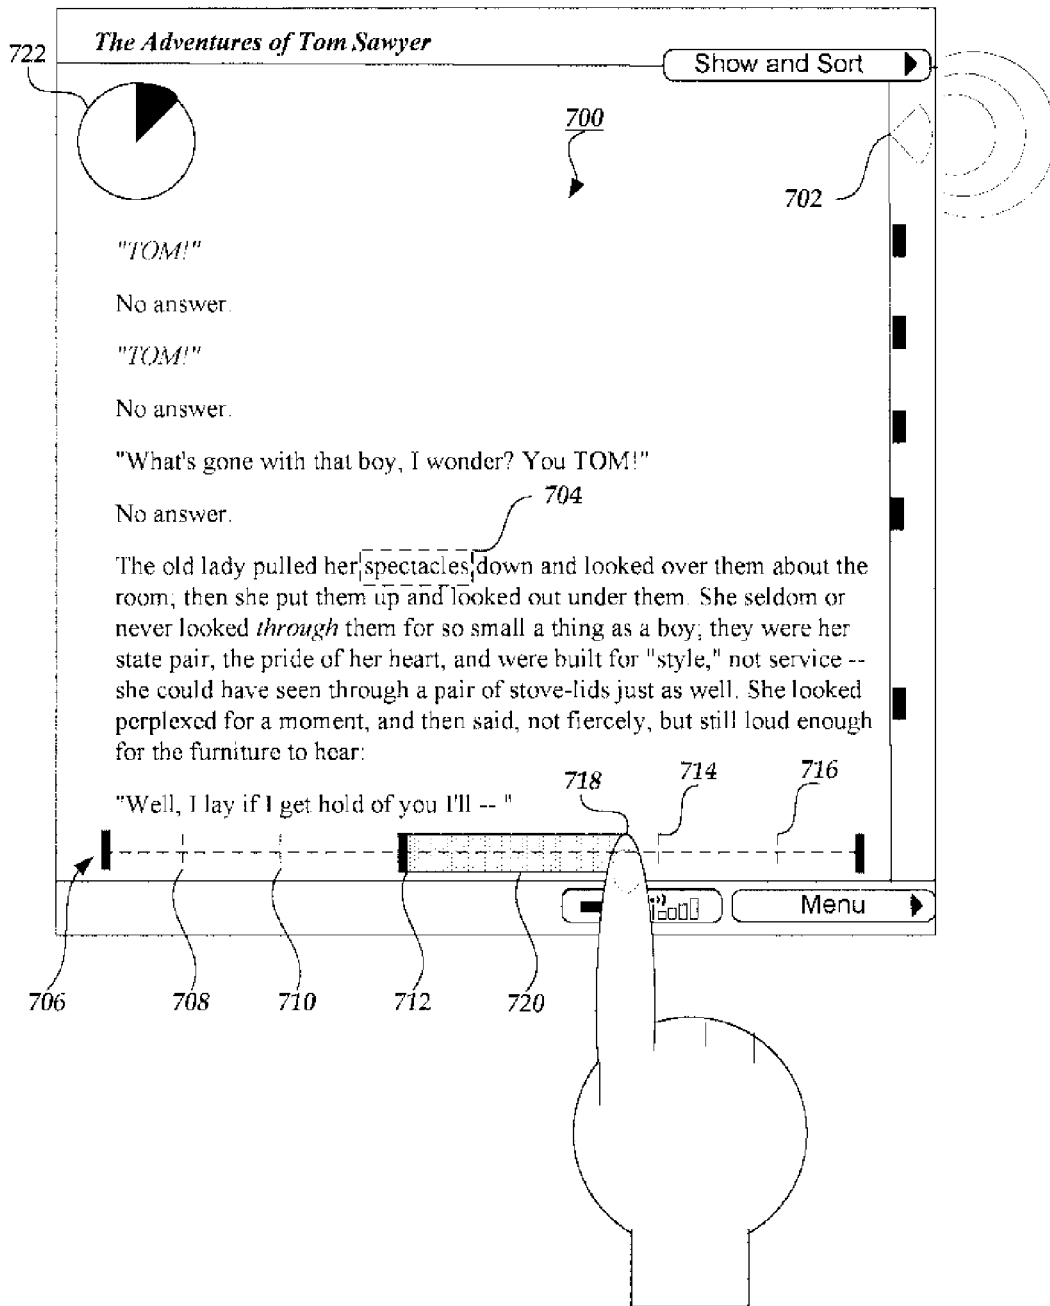 The Adventures of Tom Sawyer
722
Show and Sort
700
702
"TOM!"
No answer.
"TOM!"
No answer.
"What's gone with that boy, I wonder? You TOM!"
704
No answer.
The old lady pulled her spectacles down and looked over them about the
room; then she put them up and looked out under them. She seldom or
never looked through them for so small a thing as a boy; they were her
state pair, the pride of her heart, and were built for "style," not service --
she could have seen through a pair of stove-lids just as well. She looked
perplexed for a moment, and then said, not fiercely, but still loud enough
for the furniture to hear:
718
714
716
"Well, I lay if I get hold of you I'll -- "
Menu
706
708
710
712
720